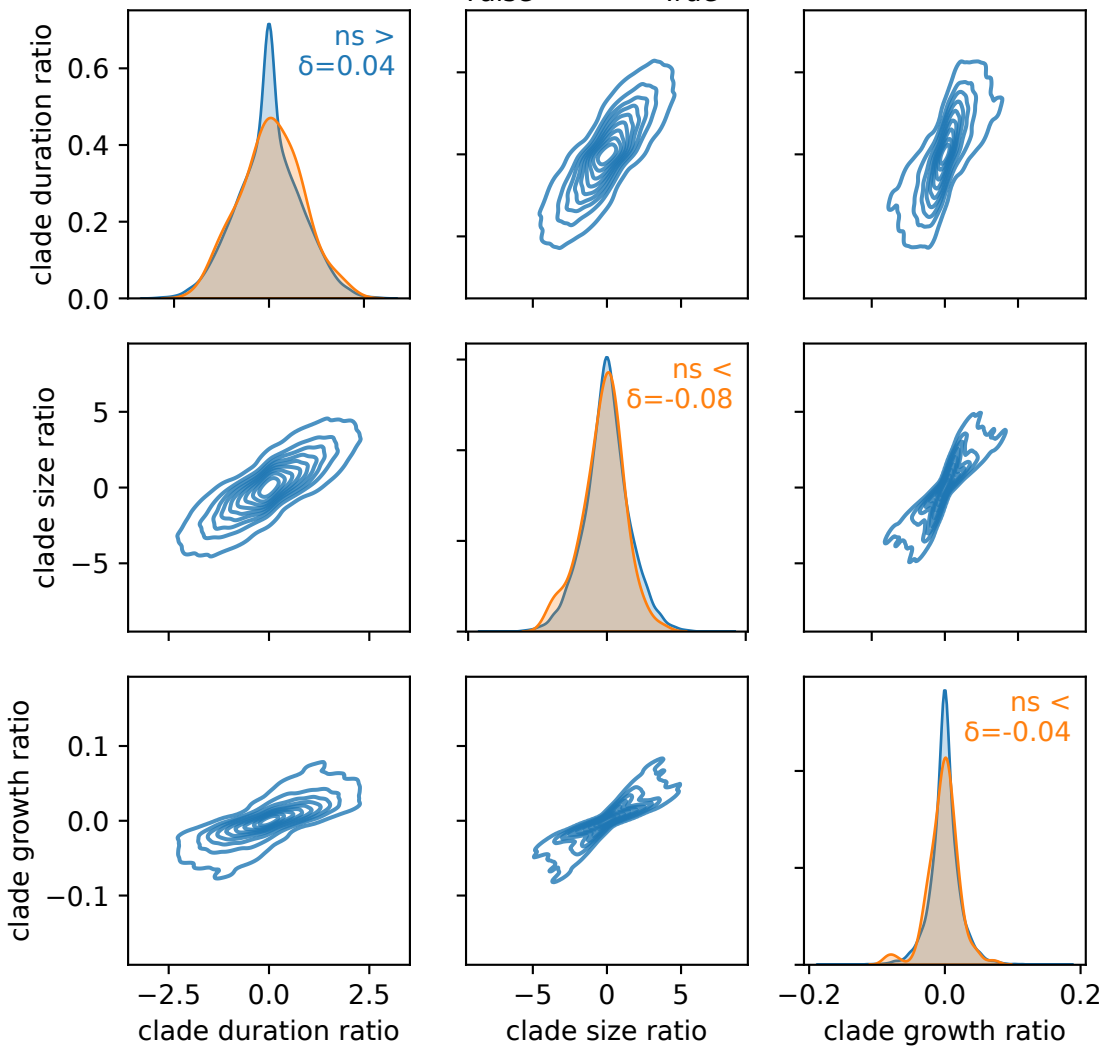 ns >
δ=0.04
clade duration ratio
0.6
0.4
0.2
0.0
ns <
δ=-0.08
clade size ratio
5
0
−5
ns <
δ=-0.04
clade growth ratio
0.1
0.0
−0.1
−2.5 0.0 2.5 −5 0 5 −0.2 0.0 0.2
clade duration ratio clade size ratio clade growth ratio